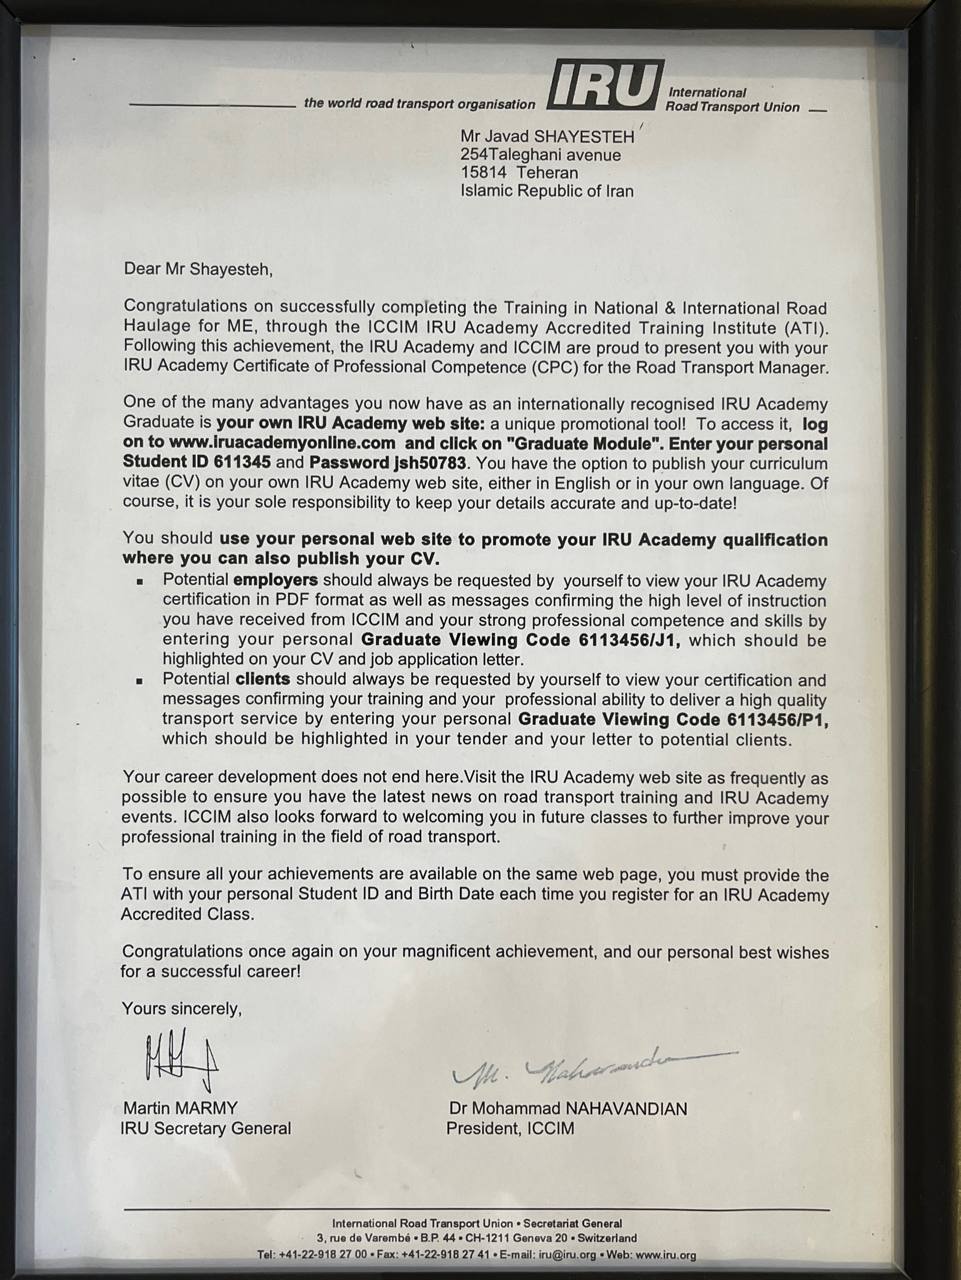 the world road transport organisation IRU International
Road Transport Union
Mr Javad SHAYESTEH
254Taleghani avenue
15814 Teheran
Islamic Republic of Iran
Dear Mr Shayesteh,
Congratulations on successfully completing the Training in National & International Road
Haulage for ME, through the ICCIM IRU Academy Accredited Training Institute (ATI).
Following this achievement, the IRU Academy and ICCIM are proud to present you with your
IRU Academy Certificate of Professional Competence (CPC) for the Road Transport Manager.
One of the many advantages you now have as an internationally recognised IRU Academy
Graduate is your own IRU Academy web site: a unique promotional tool! To access it, log
on to www.iruacademyonline.com and click on "Graduate Module". Enter your personal
Student ID 611345 and Password jsh50783. You have the option to publish your curriculum
vitae (CV) on your own IRU Academy web site, either in English or in your own language. Of
course, it is your sole responsibility to keep your details accurate and up-to-date!
You should use your personal web site to promote your IRU Academy qualification
where you can also publish your CV.
▪ Potential employers should always be requested by yourself to view your IRU Academy
certification in PDF format as well as messages confirming the high level of instruction
you have received from ICCIM and your strong professional competence and skills by
entering your personal Graduate Viewing Code 6113456/J1, which should be
highlighted on your CV and job application letter.
▪ Potential clients should always be requested by yourself to view your certification and
messages confirming your training and your professional ability to deliver a high quality
transport service by entering your personal Graduate Viewing Code 6113456/P1,
which should be highlighted in your tender and your letter to potential clients.
Your career development does not end here.Visit the IRU Academy web site as frequently as
possible to ensure you have the latest news on road transport training and IRU Academy
events. ICCIM also looks forward to welcoming you in future classes to further improve your
professional training in the field of road transport.
To ensure all your achievements are available on the same web page, you must provide the
ATI with your personal Student ID and Birth Date each time you register for an IRU Academy
Accredited Class.
Congratulations once again on your magnificent achievement, and our personal best wishes
for a successful career!
Yours sincerely,
M. Nahavandian
Martin MARMY Dr Mohammad NAHAVANDIAN
IRU Secretary General President, ICCIM
International Road Transport Union • Secretariat General
3, rue de Varembé • B.P. 44 • CH-1211 Geneva 20 • Switzerland
Tel: +41-22-918 27 00 • Fax: +41-22-918 27 41 • E-mail: iru@iru.org • Web: www.iru.org